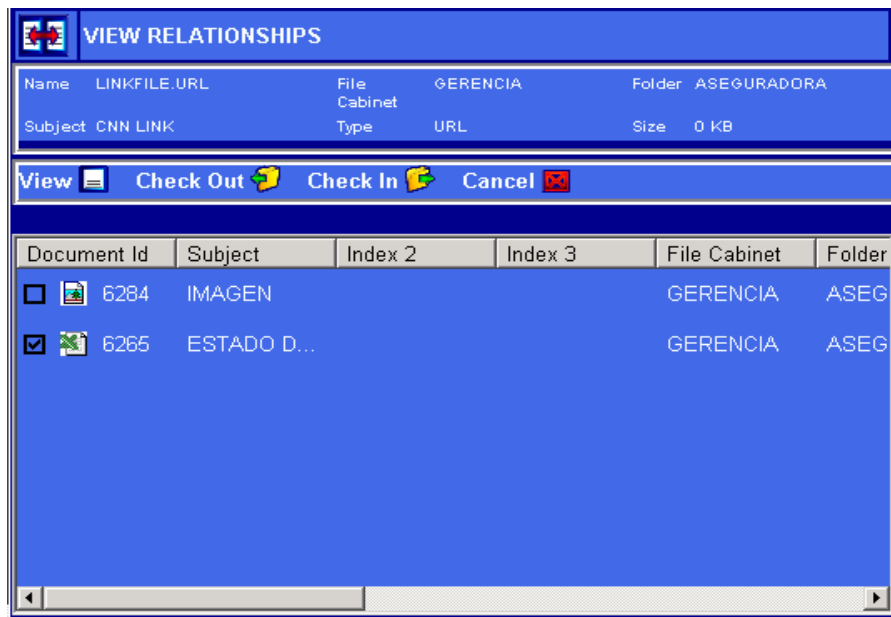 VIEW RELATIONSHIPS
Name LINKFILE.URL File Cabinet GERENCIA Folder ASEGURADORA
Subject CNN LINK Type URL Size 0 KB
View Check Out Check In Cancel
Document Id Subject Index 2 Index 3 File Cabinet Folder
6284 IMAGEN GERENCIA ASEG
6265 ESTADO D... GERENCIA ASEG